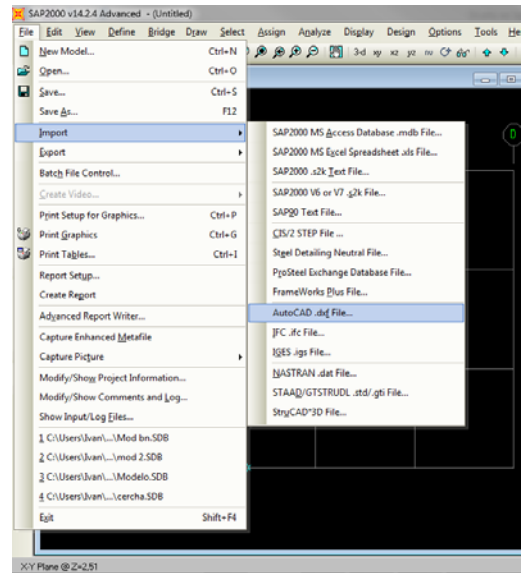 SAP2000 v14.2.4 Advanced - (Untitled)
File Edit View Define Bridge Draw Select Assign Analyze Display Design Options Tools He
3-d xy xz yz nv
New Model... Ctrl+N
Open... Ctrl+O
Save... Ctrl+S
Save As... F12
Import
Export
Batch File Control...
Create Video...
Print Setup for Graphics... Ctrl+P
Print Graphics Ctrl+G
Print Tables... Ctrl+I
Report Setup...
Create Report
Advanced Report Writer...
Capture Enhanced Metafile
Capture Picture
Modify/Show Project Information...
Modify/Show Comments and Log...
Show Input/Log Files...
1 C:\Users\Ivan\...\Mod bn.SDB
2 C:\Users\Ivan\...\mod 2.SDB
3 C:\Users\Ivan\...\Modelo.SDB
4 C:\Users\Ivan\...\cercha.SDB
Exit Shift+F4
SAP2000 MS Access Database .mdb File...
SAP2000 MS Excel Spreadsheet .xls File...
SAP2000 .s2k Text File...
SAP2000 V6 or V7 .s2k File...
SAP90 Text File...
CIS/2 STEP File ...
Steel Detailing Neutral File...
ProSteel Exchange Database File...
FrameWorks Plus File...
AutoCAD .dxf File...
IFC .ifc File...
IGES .igs File...
NASTRAN .dat File...
STAAD/GTSTRUDL .std/.gti File...
StruCAD*3D File...
D
X-Y Plane @ Z=2,51